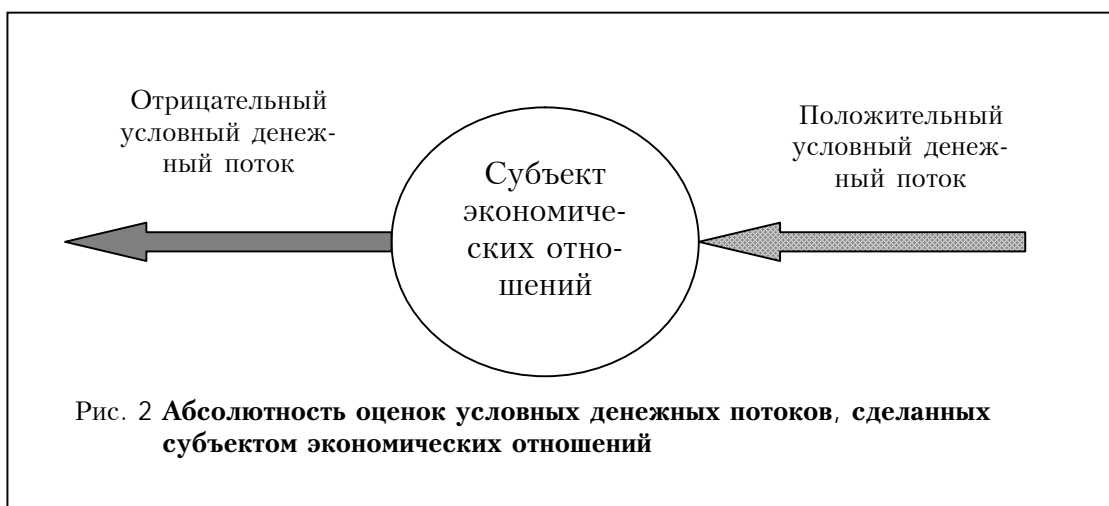 Отрицательный
условный денеж-
ный поток
Субъект
экономиче-
ских отно-
шений
Положительный
условный денеж-
ный поток
Рис. 2 Абсолютность оценок условных денежных потоков, сделанных
субъектом экономических отношений